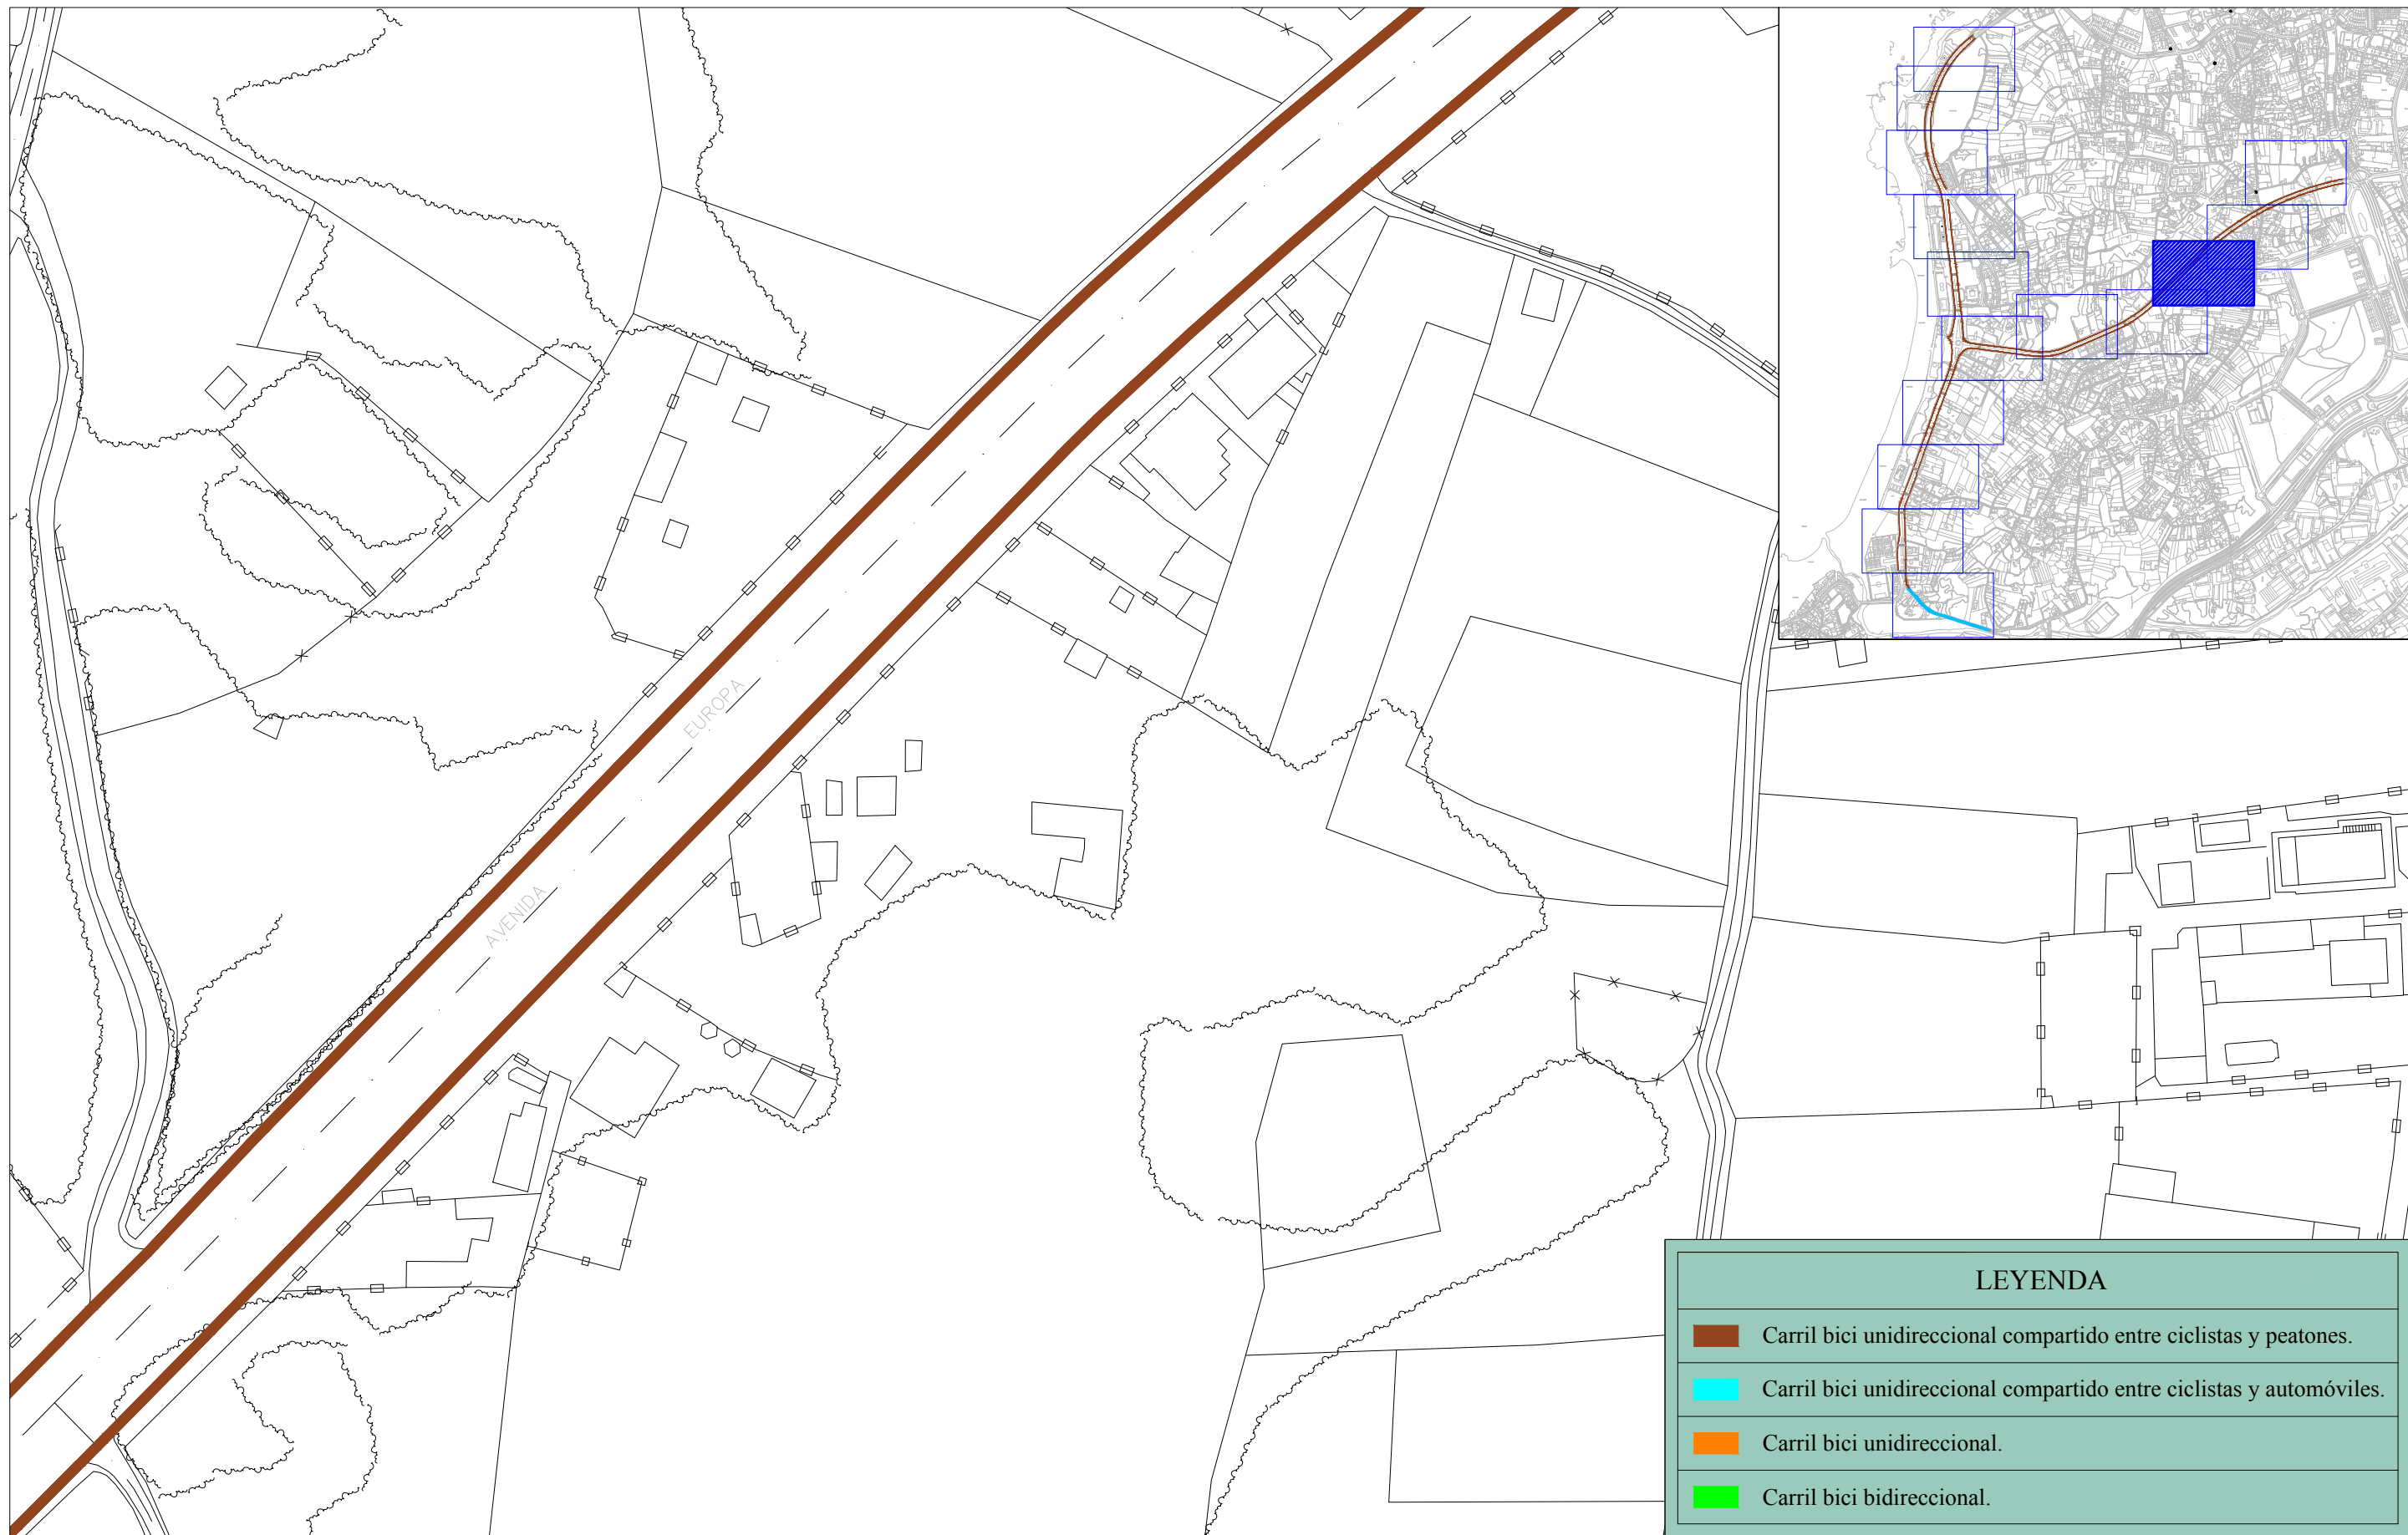 EUROPA
AVENIDA
LEYENDA
Carril bici unidireccional compartido entre ciclistas y peatones.
Carril bici unidireccional compartido entre ciclistas y automóviles.
Carril bici unidireccional.
Carril bici bidireccional.